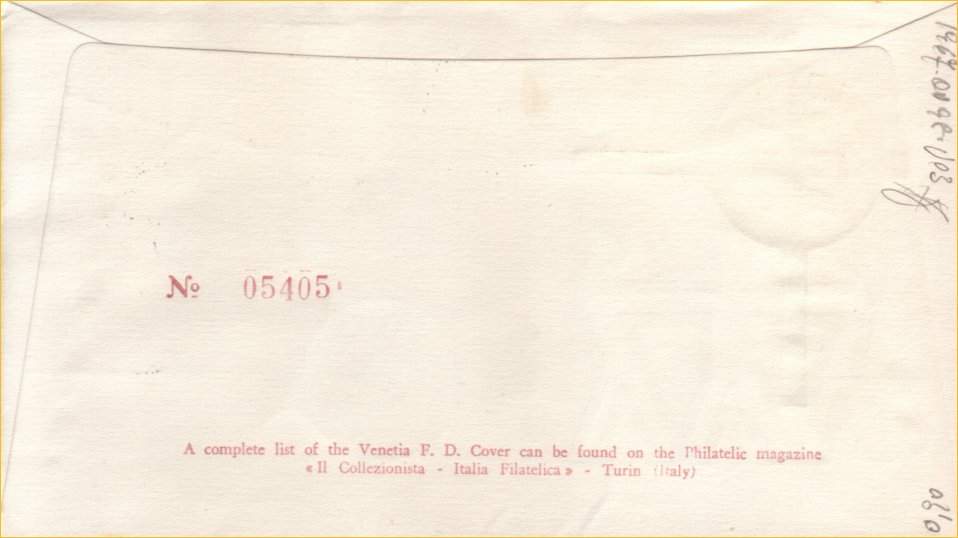 № 05405
A complete list of the Venetia F. D. Cover can be found on the Philatelic magazine
« Il Collezionista - Italia Filatelica » - Turin (Italy)